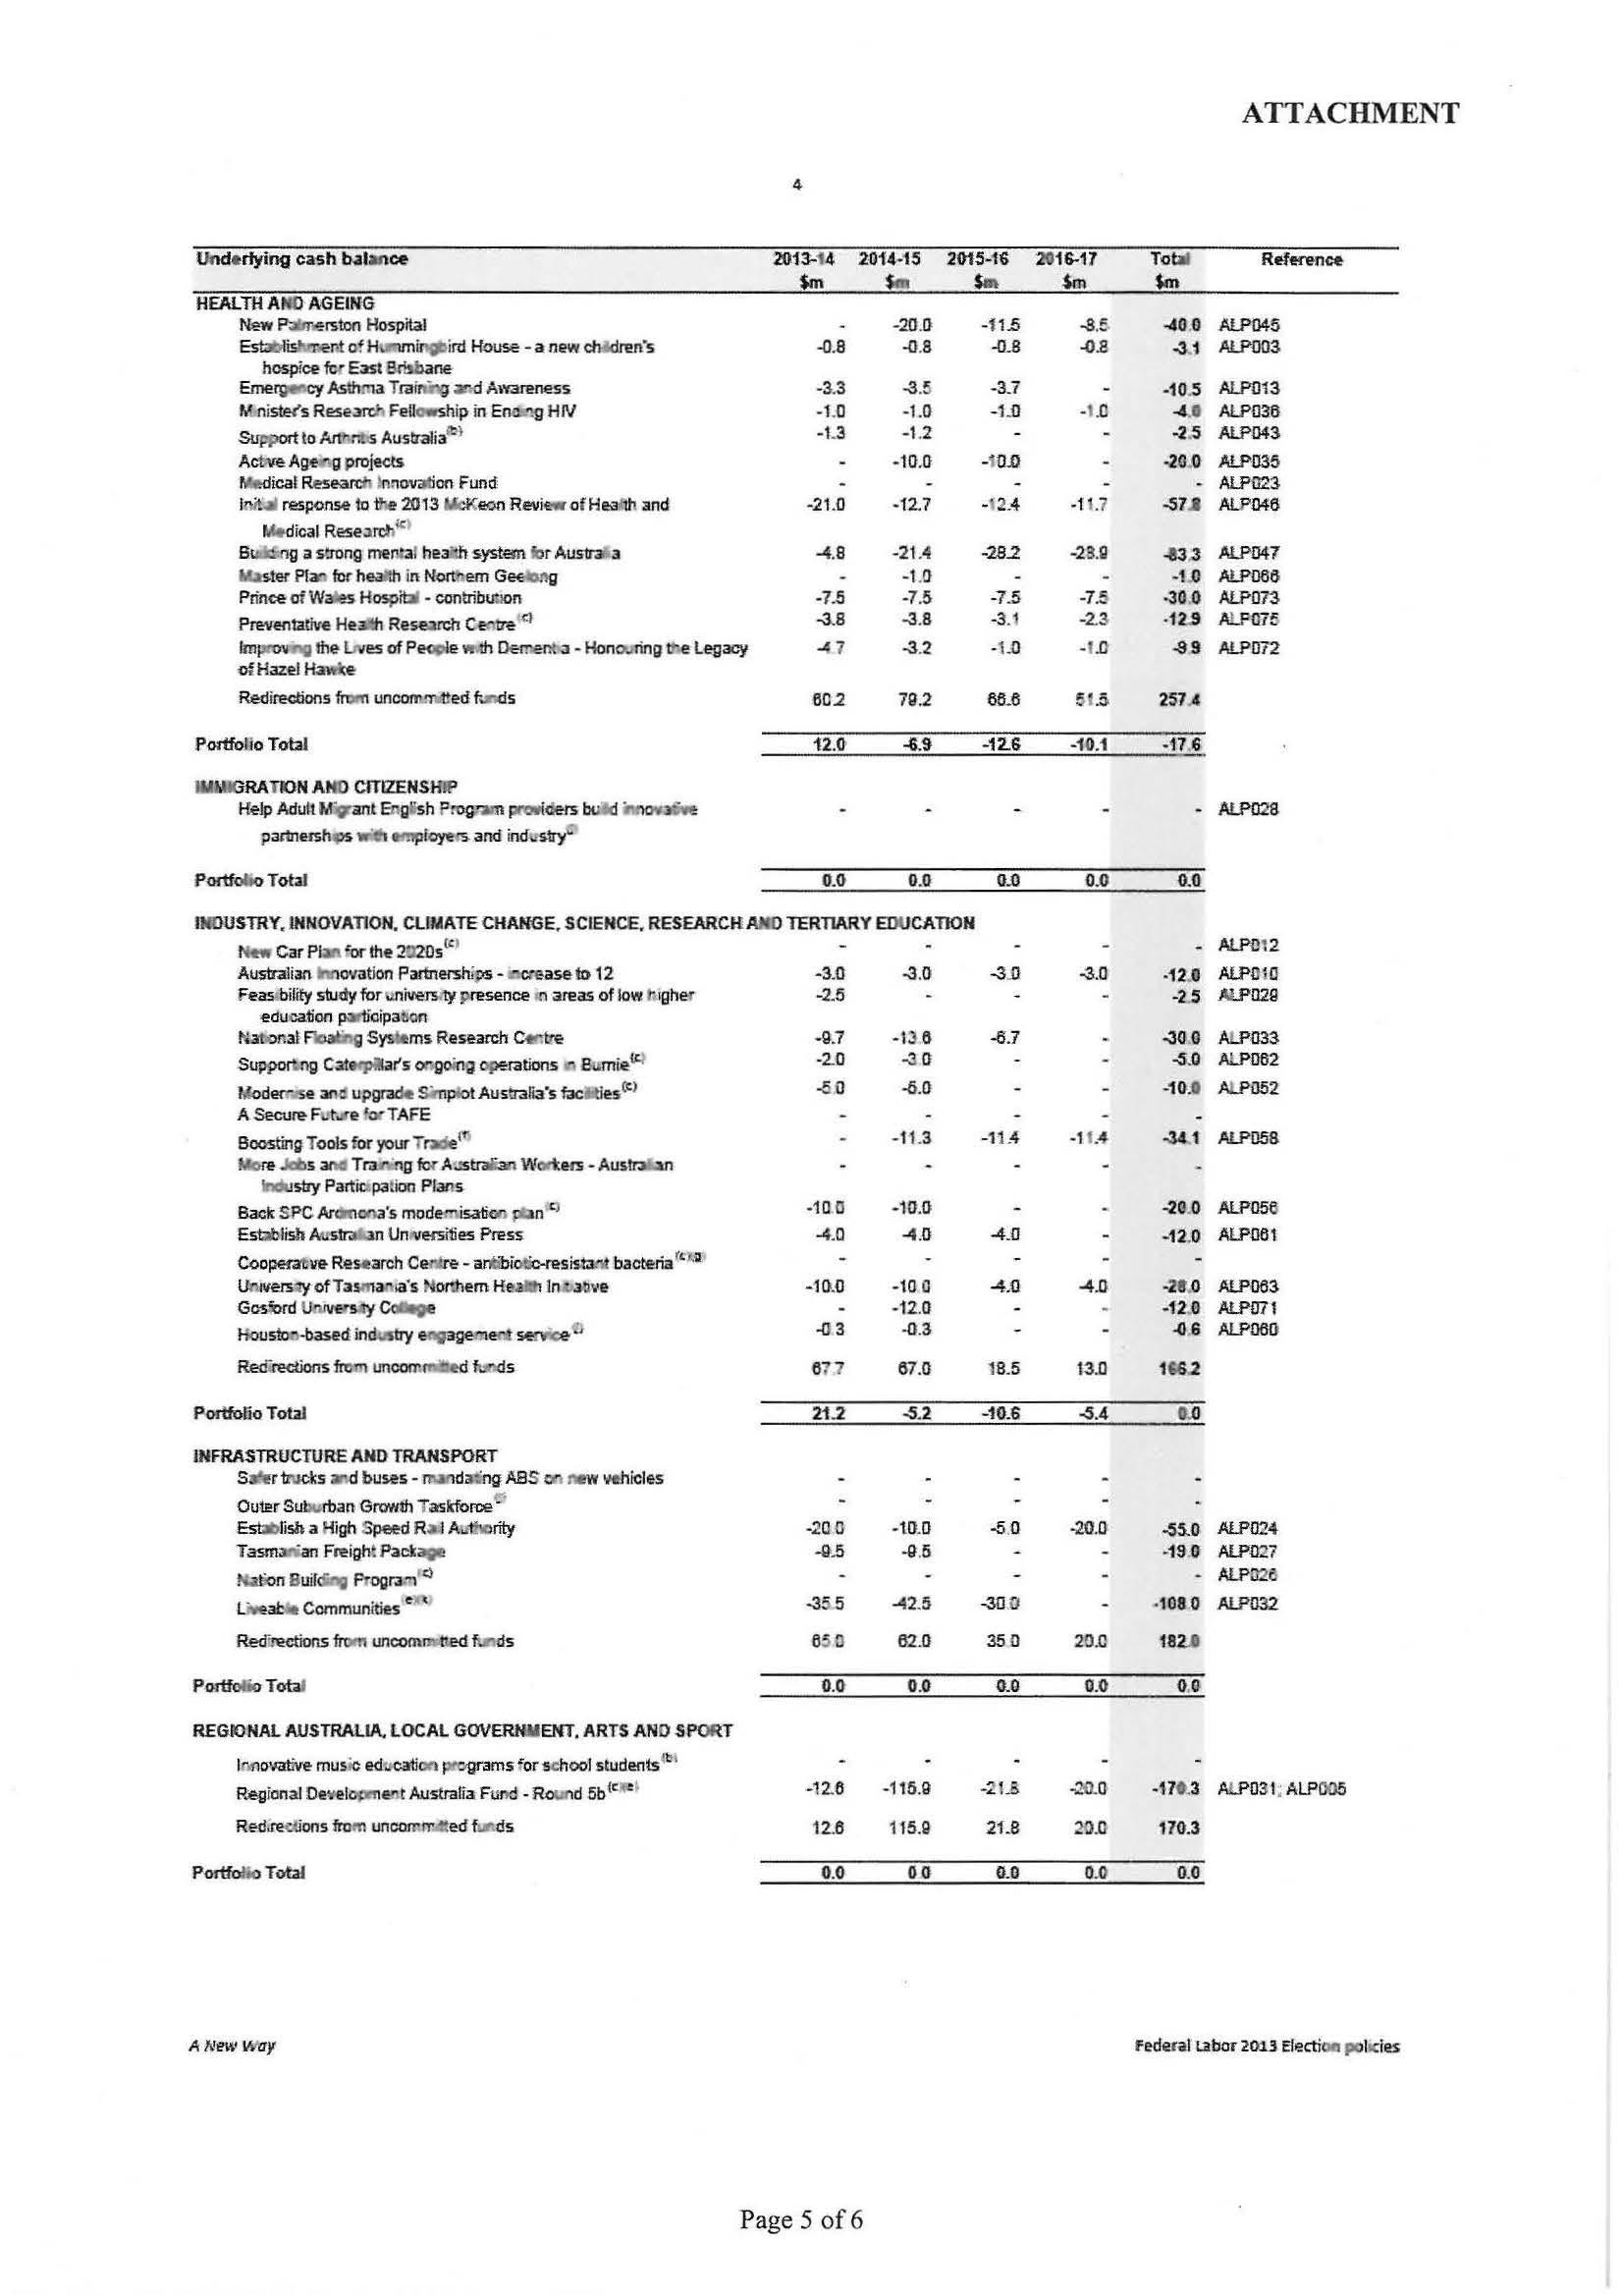 ATTACHMENT
4
Underlying cash balance 2013-14 2014-15 2015-16 2016-17 Total Reference
$m $m $m $m $m
HEALTH AND AGEING
New Palmerston Hospital - -20.0 -11.5 -8.5 -40.0 ALP045
Establishment of Hummingbird House - a new children's -0.8 -0.8 -0.8 -0.8 -3.1 ALP003
hospice for East Brisbane
Emergency Asthma Training and Awareness -3.3 -3.5 -3.7 - -10.5 ALP013
Minister's Research Fellowship in Ending HIV -1.0 -1.0 -1.0 -1.0 -4.0 ALP036
Support to Arthritis Australia(b) -1.3 -1.2 - - -2.5 ALP043
Active Ageing projects - -10.0 -10.0 - -20.0 ALP035
Medical Research Innovation Fund - - - - - ALP023
Initial response to the 2013 McKeon Review of Health and -21.0 -12.7 -12.4 -11.7 -57.8 ALP046
Medical Research(c)
Building a strong mental health system for Australia -4.8 -21.4 -28.2 -28.9 -83.3 ALP047
Master Plan for health in Northern Geelong - -1.0 - - -1.0 ALP066
Prince of Wales Hospital - contribution -7.5 -7.5 -7.5 -7.5 -30.0 ALP073
Preventative Health Research Centre(c) -3.8 -3.8 -3.1 -2.3 -12.9 ALP075
Improving the Lives of People with Dementia - Honouring the Legacy -4.7 -3.2 -1.0 -1.0 -9.9 ALP072
of Hazel Hawke
Redirections from uncommitted funds 60.2 79.2 66.6 51.5 257.4
Portfolio Total 12.0 -6.9 -12.6 -10.1 -17.6
IMMIGRATION AND CITIZENSHIP
Help Adult Migrant English Program providers build innovative - - - - - ALP028
partnerships with employers and industry
Portfolio Total 0.0 0.0 0.0 0.0 0.0
INDUSTRY, INNOVATION, CLIMATE CHANGE, SCIENCE, RESEARCH AND TERTIARY EDUCATION
New Car Plan for the 2020s(c) - - - - - ALP012
Australian Innovation Partnerships - increase to 12 -3.0 -3.0 -3.0 -3.0 -12.0 ALP010
Feasibility study for university presence in areas of low higher -2.5 - - - -2.5 ALP029
education participation
National Floating Systems Research Centre -9.7 -13.6 -6.7 - -30.0 ALP033
Supporting Caterpillar's ongoing operations in Burnie(c) -2.0 -3.0 - - -5.0 ALP062
Modernise and upgrade Simplot Australia's facilities(c) -5.0 -5.0 - - -10.0 ALP052
A Secure Future for TAFE - - - - -
Boosting Tools for your Trade(f) - -11.3 -11.4 -11.4 -34.1 ALP058
More Jobs and Training for Australian Workers - Australian - - - - -
Industry Participation Plans
Back SPC Ardmona's modernisation plan(c) -10.0 -10.0 - - -20.0 ALP056
Establish Australian Universities Press -4.0 -4.0 -4.0 - -12.0 ALP061
Cooperative Research Centre - antibiotic-resistant bacteria - - - - -
University of Tasmania's Northern Health Initiative -10.0 -10.0 -4.0 -4.0 -28.0 ALP063
Gosford University College - -12.0 - - -12.0 ALP071
Houston-based industry engagement service -0.3 -0.3 - - -0.6 ALP060
Redirections from uncommitted funds 67.7 67.0 18.5 13.0 166.2
Portfolio Total 21.2 -5.2 -10.6 -5.4 0.0
INFRASTRUCTURE AND TRANSPORT
Safer trucks and buses - mandating ABS on new vehicles - - - - -
Outer Suburban Growth Taskforce - - - - -
Establish a High Speed Rail Authority -20.0 -10.0 -5.0 -20.0 -55.0 ALP024
Tasmanian Freight Package -9.5 -9.5 - - -19.0 ALP027
Nation Building Program(c) - - - - - ALP026
Liveable Communities -35.5 -42.5 -30.0 - -108.0 ALP032
Redirections from uncommitted funds 65.0 62.0 35.0 20.0 182.0
Portfolio Total 0.0 0.0 0.0 0.0 0.0
REGIONAL AUSTRALIA, LOCAL GOVERNMENT, ARTS AND SPORT
Innovative music education programs for school students(b) - - - - -
Regional Development Australia Fund - Round 5b(c)(e) -12.6 -115.9 -21.8 -20.0 -170.3 ALP031; ALP005
Redirections from uncommitted funds 12.6 115.9 21.8 20.0 170.3
Portfolio Total 0.0 0.0 0.0 0.0 0.0
A New Way Federal Labor 2013 Election policies
Page 5 of 6